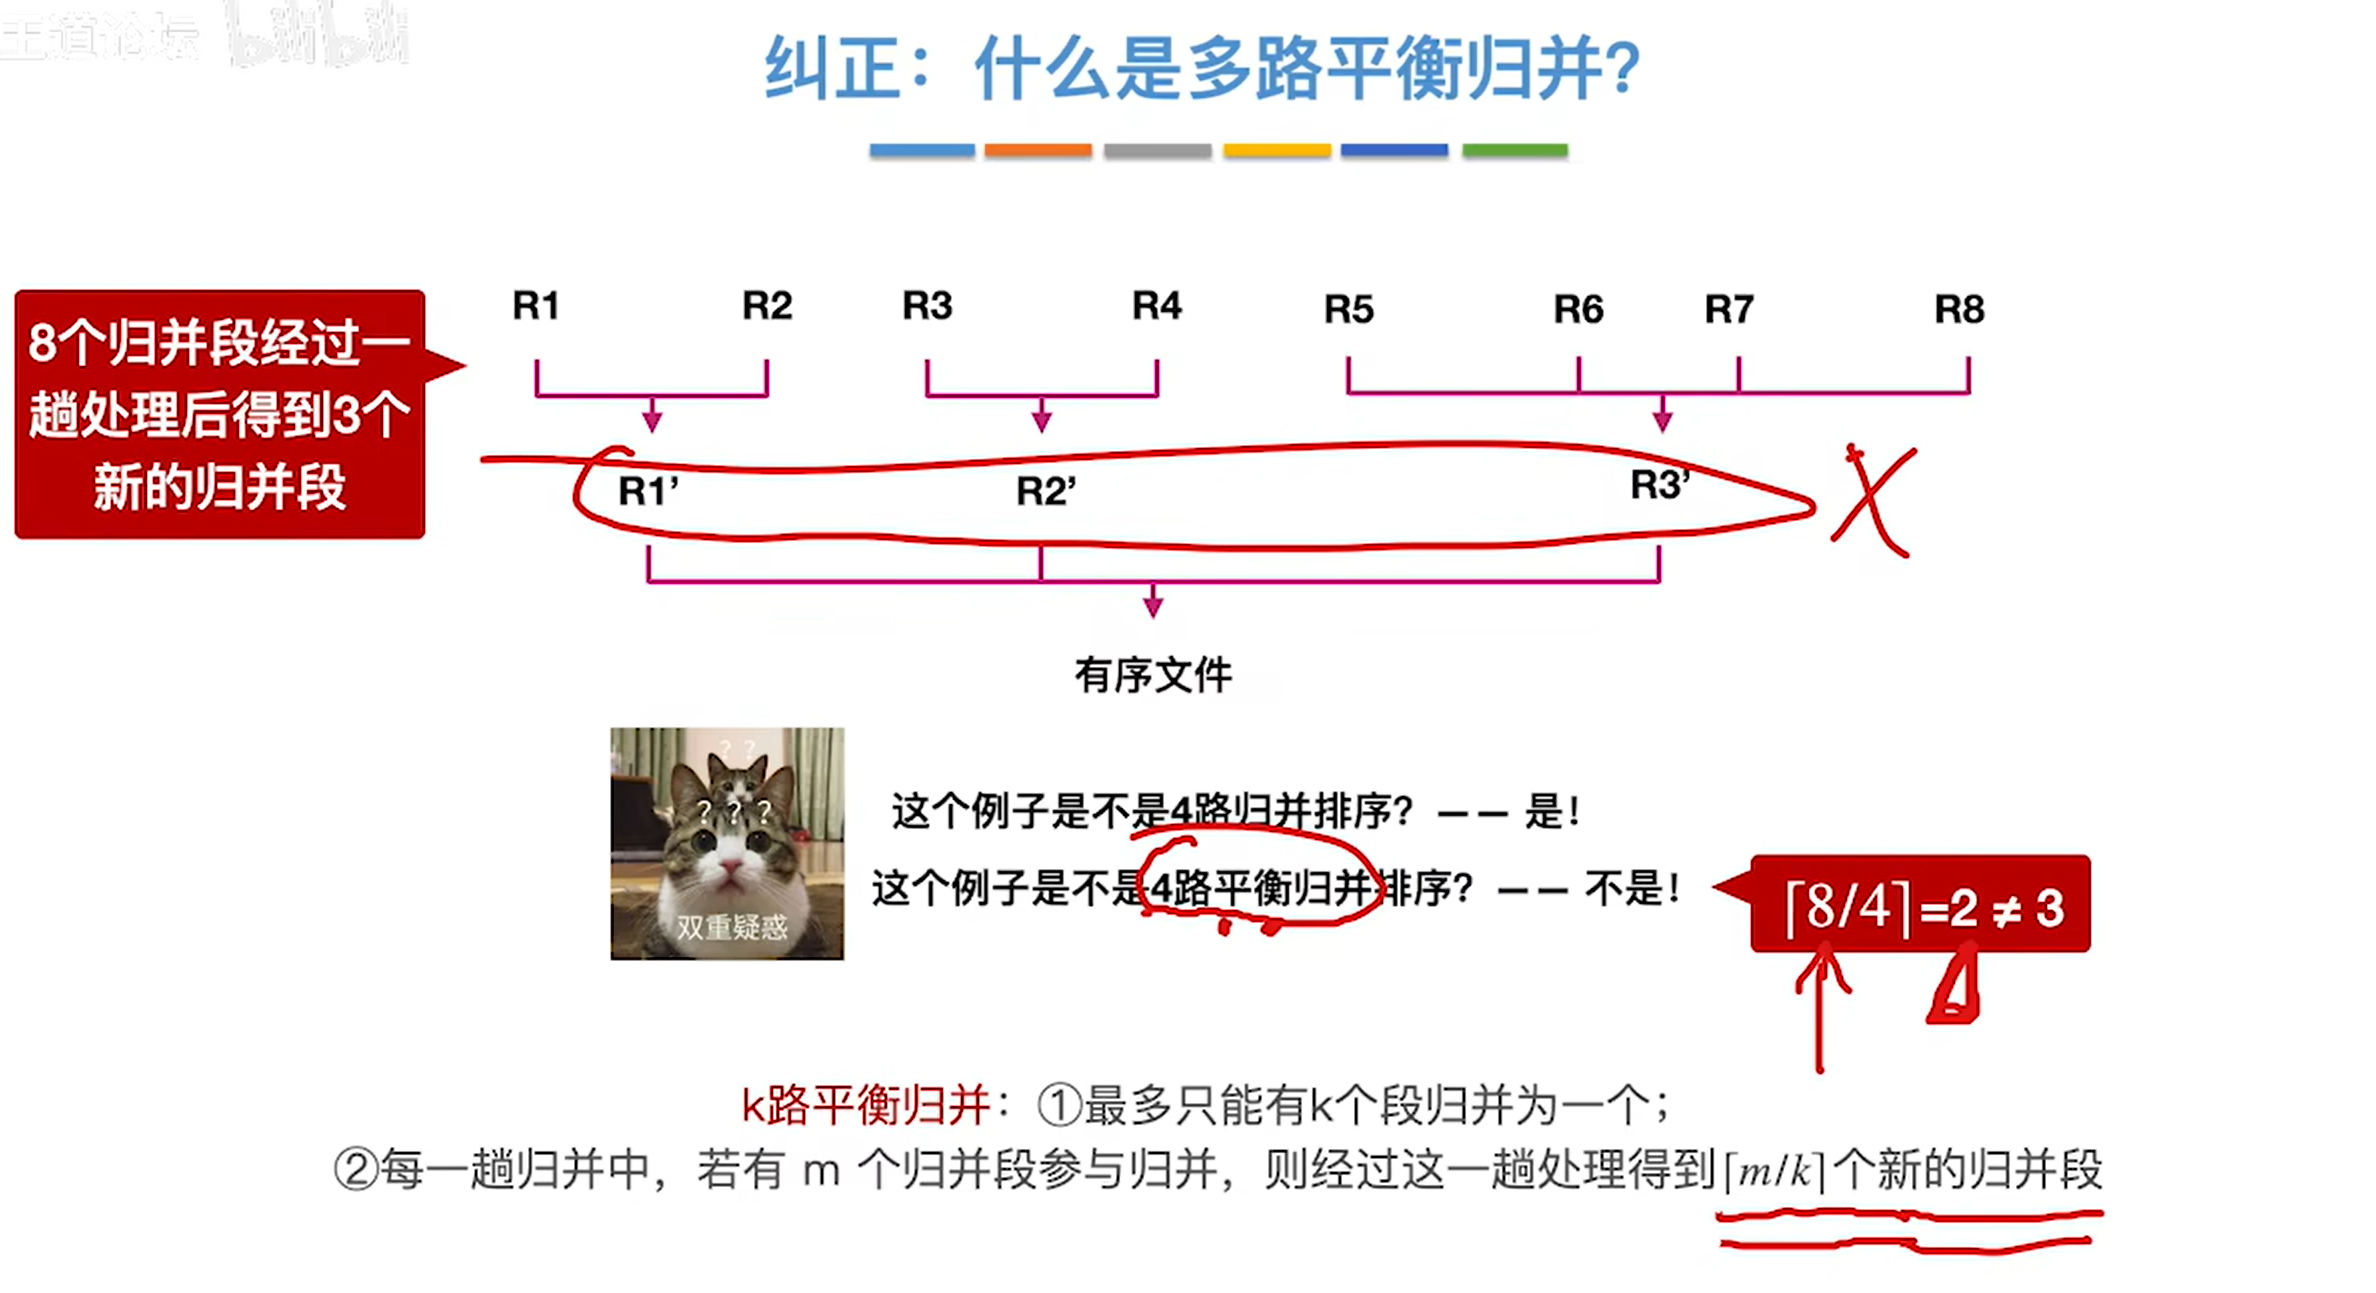 王道论坛 bilibili
纠正：什么是多路平衡归并？
R1 R2 R3 R4 R5 R6 R7 R8
8个归并段经过一
趟处理后得到3个
新的归并段
R1’ R2’ R3’
X
有序文件
？？
？？？
双重疑惑
这个例子是不是4路归并排序？—— 是！
这个例子是不是4路平衡归并排序？—— 不是！
⌈8/4⌉=2 ≠ 3
k路平衡归并：①最多只能有k个段归并为一个；
②每一趟归并中，若有 m 个归并段参与归并，则经过这一趟处理得到⌈m/k⌉个新的归并段